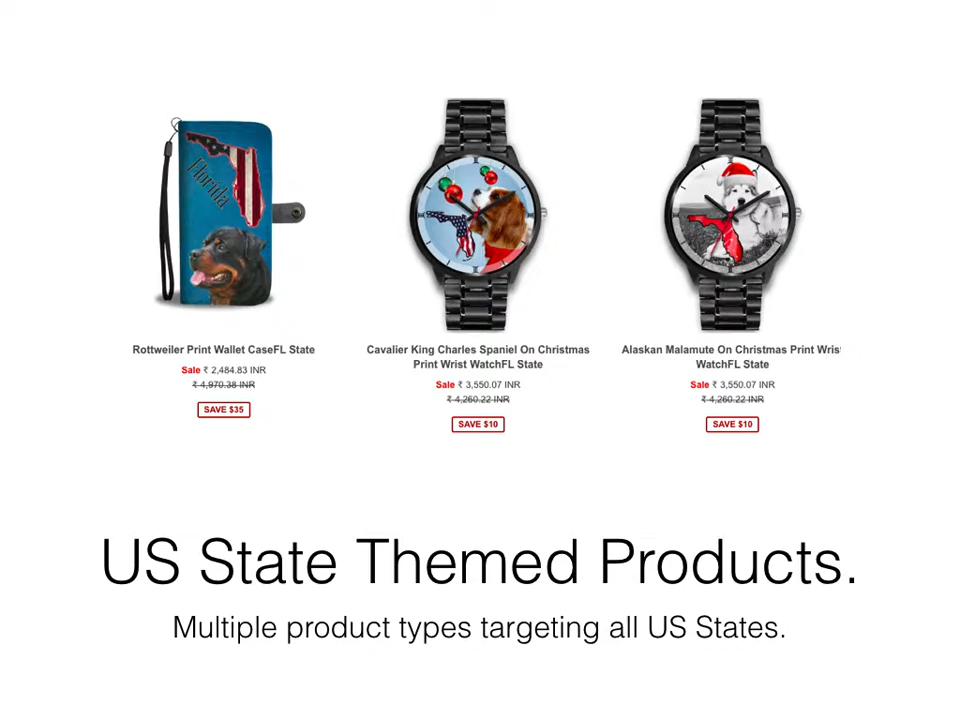 Florida
Rottweiler Print Wallet CaseFL State
Sale ₹ 2,484.83 INR
₹ 4,970.38 INR
SAVE $35
Cavalier King Charles Spaniel On Christmas
Print Wrist WatchFL State
Sale ₹ 3,550.07 INR
₹ 4,260.22 INR
SAVE $10
Alaskan Malamute On Christmas Print Wris
WatchFL State
Sale ₹ 3,550.07 INR
₹ 4,260.22 INR
SAVE $10
US State Themed Products.
Multiple product types targeting all US States.